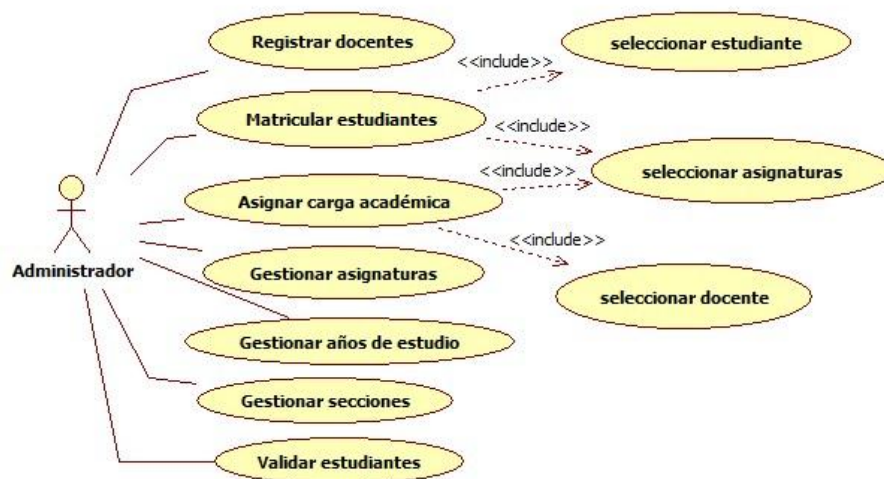 Registrar docentes
seleccionar estudiante
<<include>>
Matricular estudiantes
<<include>>
seleccionar asignaturas
<<include>>
Asignar carga académica
<<include>>
Administrador
Gestionar asignaturas
seleccionar docente
Gestionar años de estudio
Gestionar secciones
Validar estudiantes